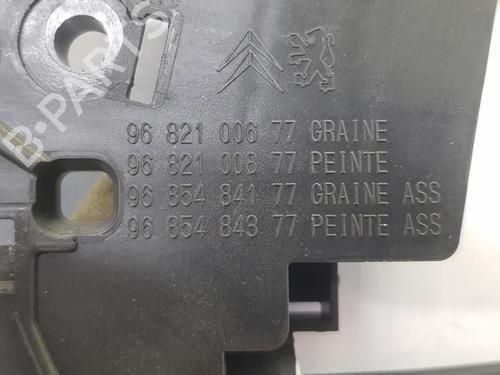 B-PARTS
96 821 006 77 GRAINE
96 821 008 77 PEINTE
96 854 841 77 GRAINE ASS
96 854 843 77 PEINTE ASS